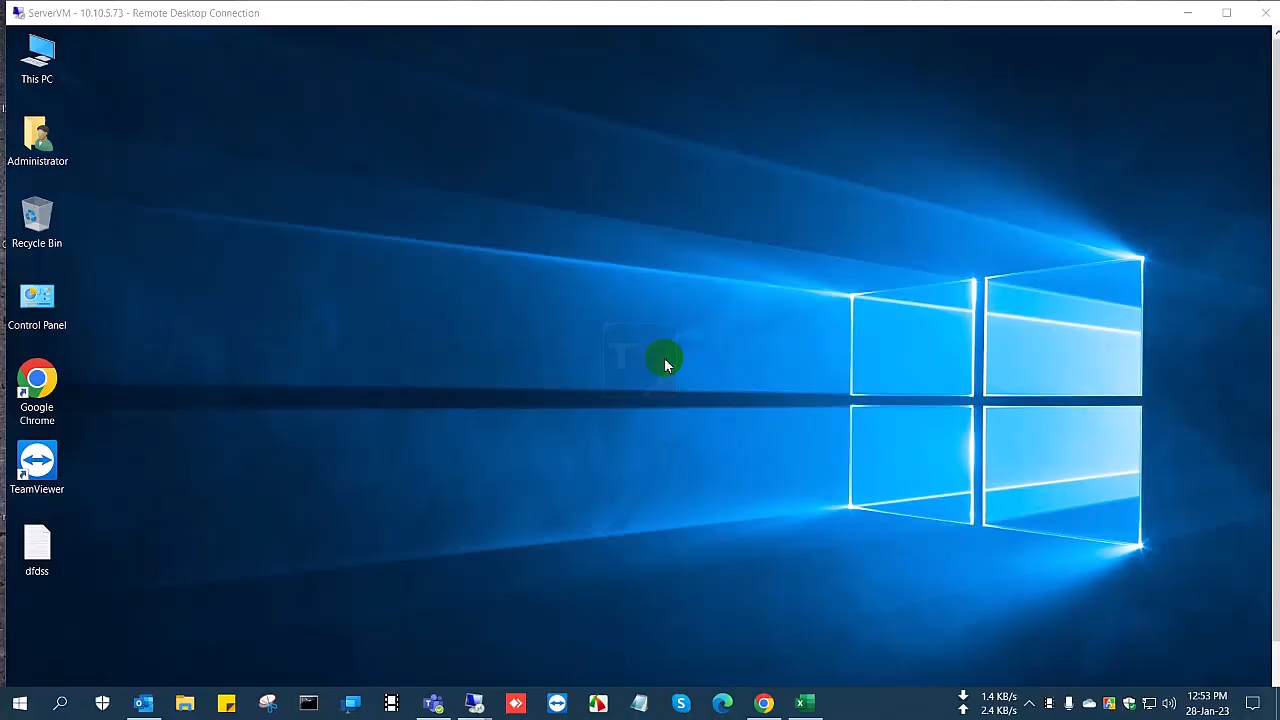 ServerVM - 10.10.5.73 - Remote Desktop Connection
This PC
Administrator
Recycle Bin
Control Panel
Google
Chrome
TeamViewer
dfdss
1.4 KB/s
2.4 KB/s
12:53 PM
28-Jan-23